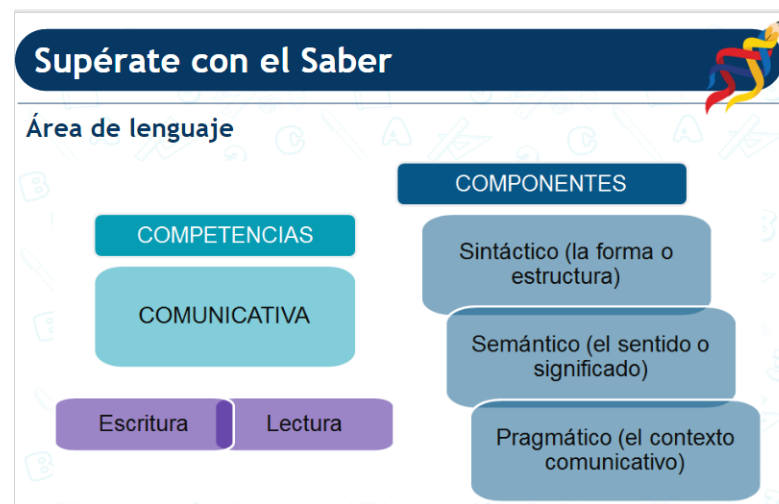 Supérate con el Saber
Área de lenguaje
COMPETENCIAS
COMUNICATIVA
Escritura
Lectura
COMPONENTES
Sintáctico (la forma o
estructura)
Semántico (el sentido o
significado)
Pragmático (el contexto
comunicativo)